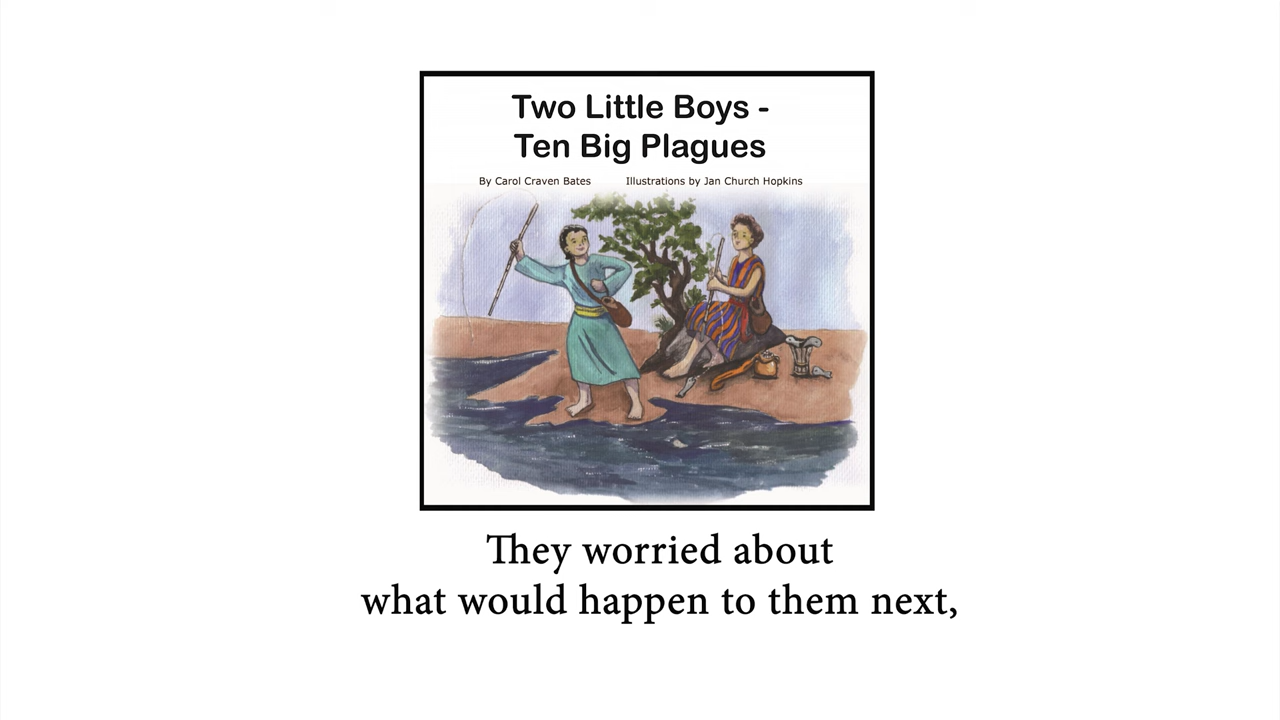 Two Little Boys -
Ten Big Plagues
By Carol Craven Bates Illustrations by Jan Church Hopkins
They worried about
what would happen to them next,